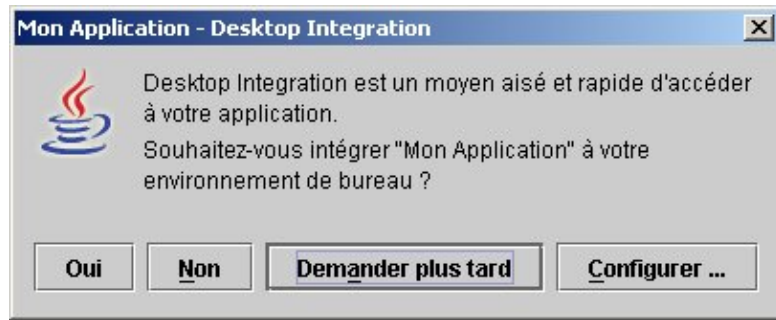 Mon Application - Desktop Integration
Desktop Integration est un moyen aisé et rapide d'accéder
à votre application.
Souhaitez-vous intégrer "Mon Application" à votre
environnement de bureau ?
Oui Non Demander plus tard Configurer ...